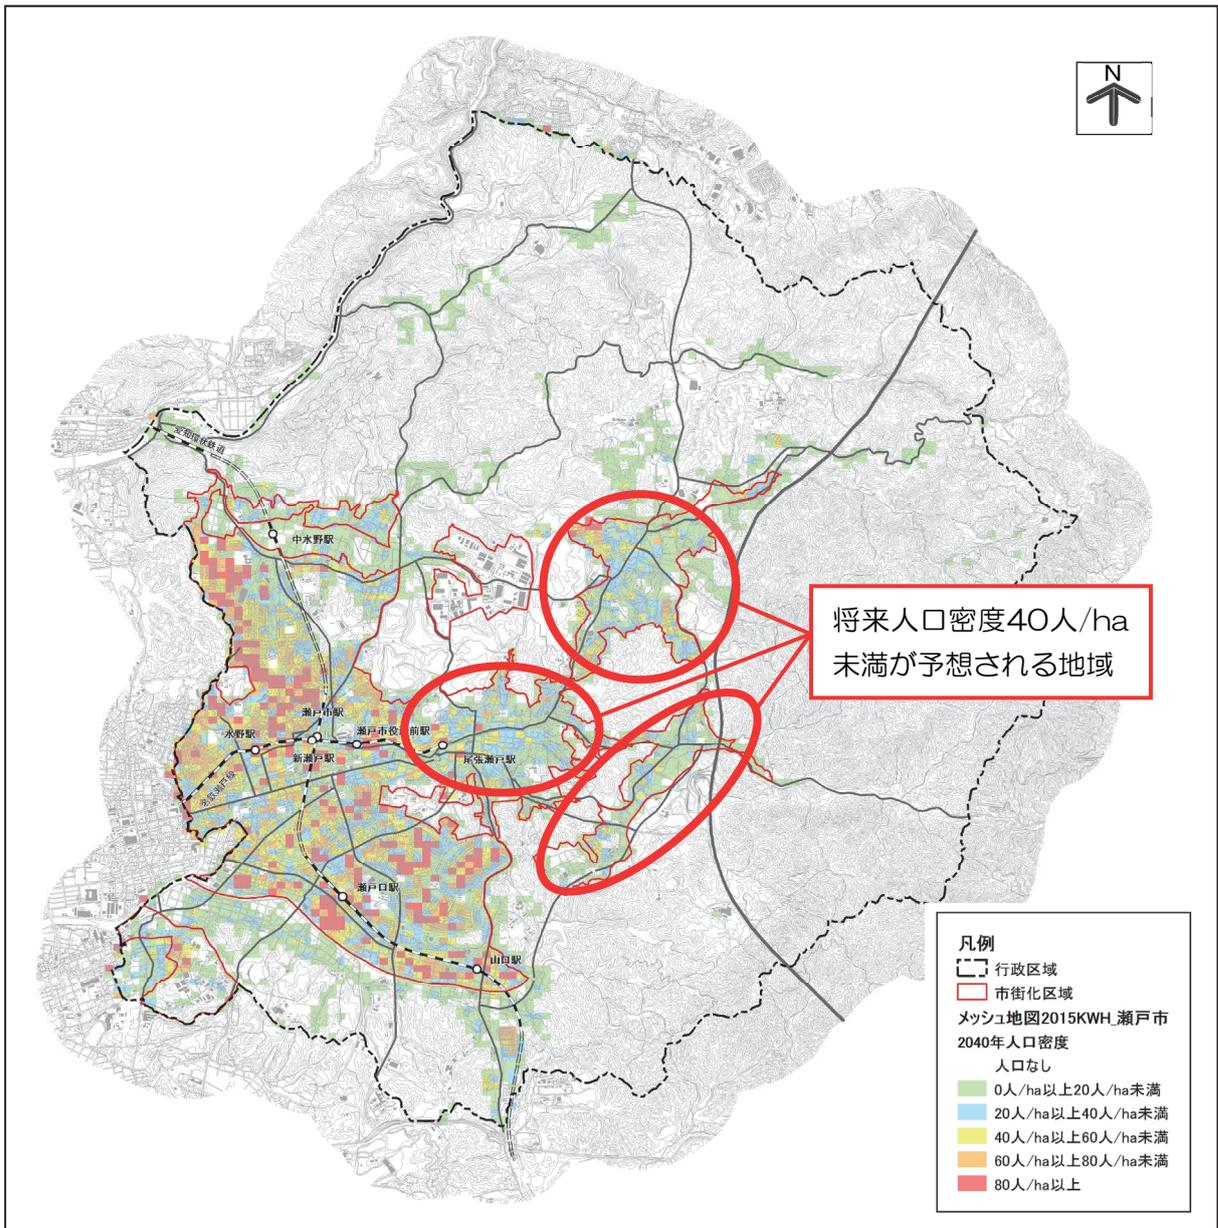 N
愛知環状鉄道
中水野駅
将来人口密度40人/ha
未満が予想される地域
瀬戸市駅
瀬戸市役所前駅
水野駅
新瀬戸駅
尾張瀬戸駅
名鉄瀬戸線
瀬戸口駅
山口駅
凡例
行政区域
市街化区域
メッシュ地図2015KWH_瀬戸市
2040年人口密度
人口なし
0人/ha以上20人/ha未満
20人/ha以上40人/ha未満
40人/ha以上60人/ha未満
60人/ha以上80人/ha未満
80人/ha以上